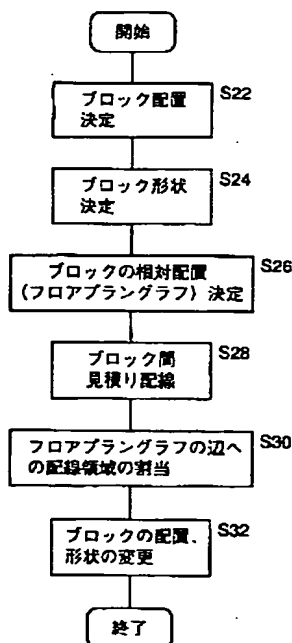 開始
S22
ブロック配置
決定
S24
ブロック形状
決定
S26
ブロックの相対配置
(フロアプラングラフ) 決定
S28
ブロック間
見積り配線
S30
フロアプラングラフの辺へ
の配線領域の割当
S32
ブロックの配置、
形状の変更
終了